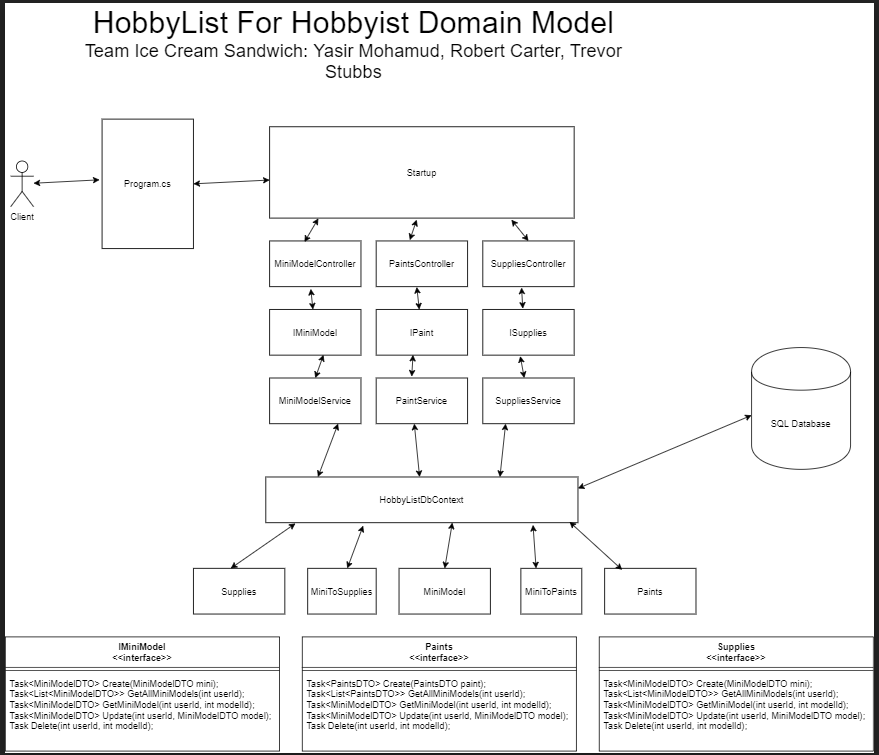 HobbyList For Hobbyist Domain Model
Team Ice Cream Sandwich: Yasir Mohamud, Robert Carter, Trevor
Stubbs
Client
Program.cs
Startup
MiniModelController
PaintsController
SuppliesController
IMiniModel
IPaint
ISupplies
MiniModelService
PaintService
SuppliesService
SQL Database
HobbyListDbContext
Supplies
MiniToSupplies
MiniModel
MiniToPaints
Paints
IMiniModel
<<interface>>
Task<MiniModelDTO> Create(MiniModelDTO mini);
Task<List<MiniModelDTO>> GetAllMiniModels(int userId);
Task<MiniModelDTO> GetMiniModel(int userId, int modelId);
Task<MiniModelDTO> Update(int userId, MiniModelDTO model);
Task Delete(int userId, int modelId);
Paints
<<interface>>
Task<PaintsDTO> Create(PaintsDTO paint);
Task<List<PaintsDTO>> GetAllMiniModels(int userId);
Task<MiniModelDTO> GetMiniModel(int userId, int modelId);
Task<MiniModelDTO> Update(int userId, MiniModelDTO model);
Task Delete(int userId, int modelId);
Supplies
<<interface>>
Task<MiniModelDTO> Create(MiniModelDTO mini);
Task<List<MiniModelDTO>> GetAllMiniModels(int userId);
Task<MiniModelDTO> GetMiniModel(int userId, int modelId);
Task<MiniModelDTO> Update(int userId, MiniModelDTO model);
Task Delete(int userId, int modelId);